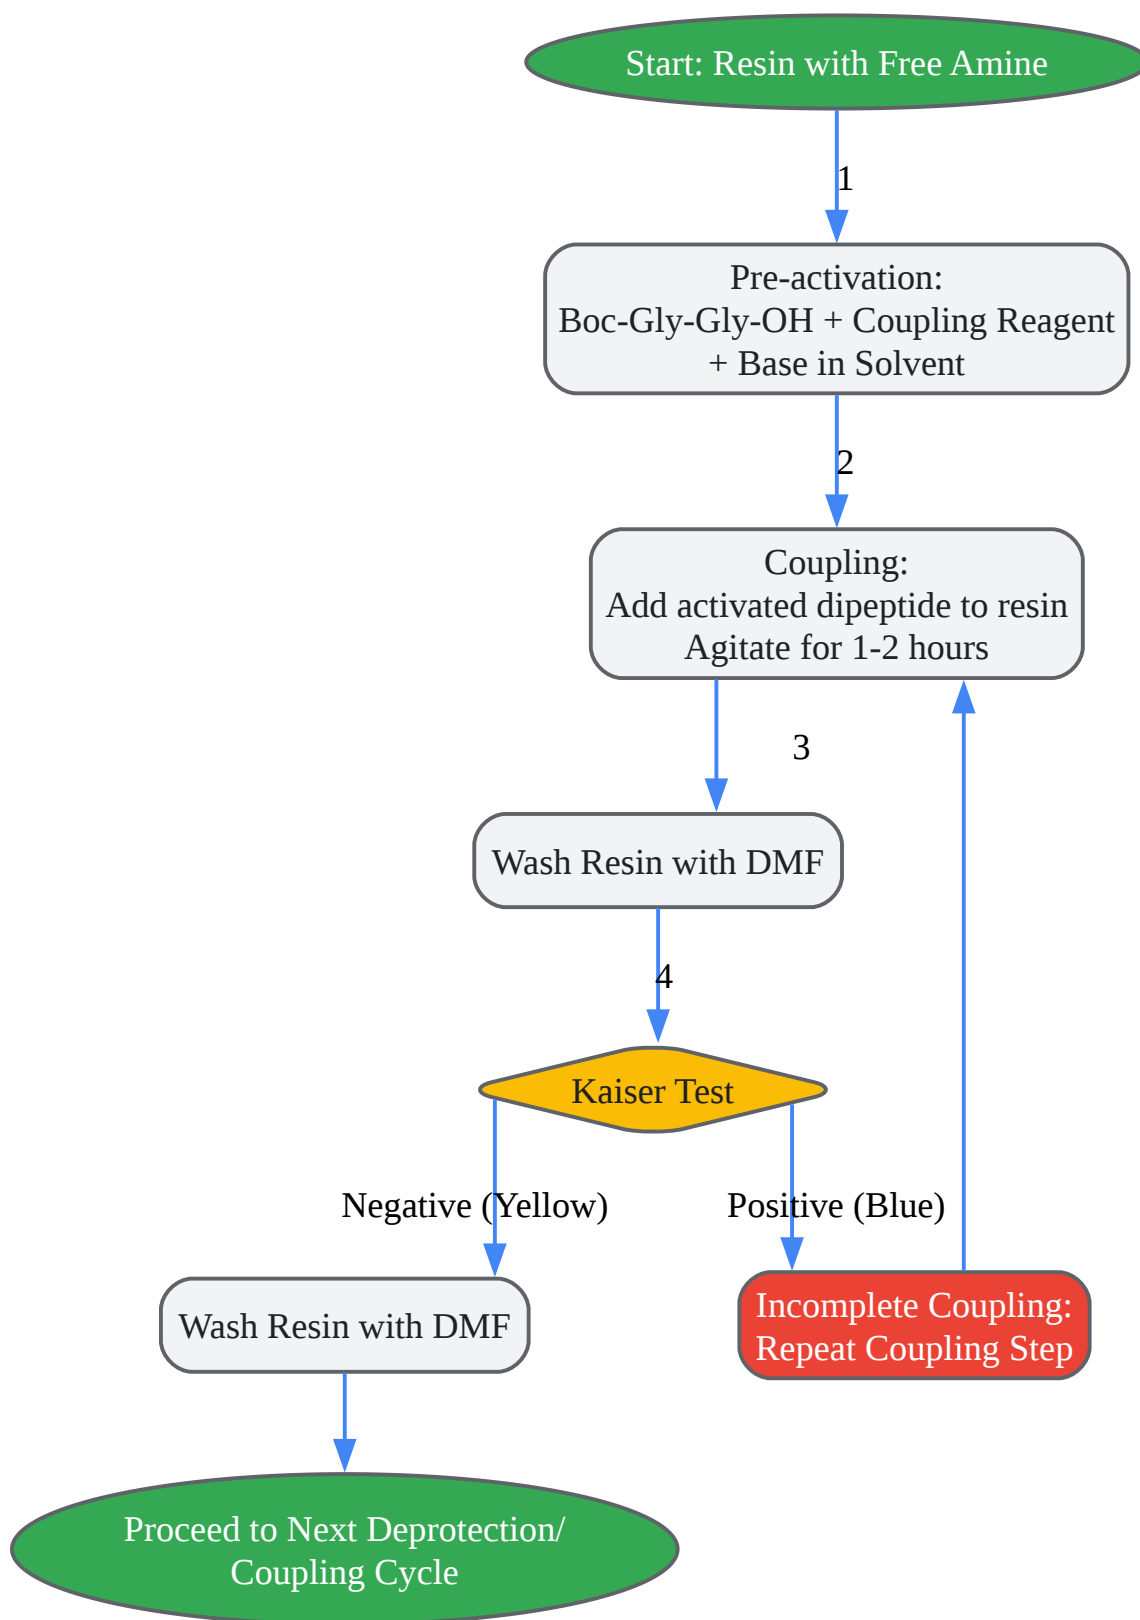 Start: Resin with Free Amine
1
Pre-activation:
Boc-Gly-Gly-OH + Coupling Reagent
+ Base in Solvent
2
Coupling:
Add activated dipeptide to resin
Agitate for 1-2 hours
3
Wash Resin with DMF
4
Kaiser Test
Negative (Yellow)
Positive (Blue)
Wash Resin with DMF
Incomplete Coupling:
Repeat Coupling Step
Proceed to Next Deprotection/
Coupling Cycle